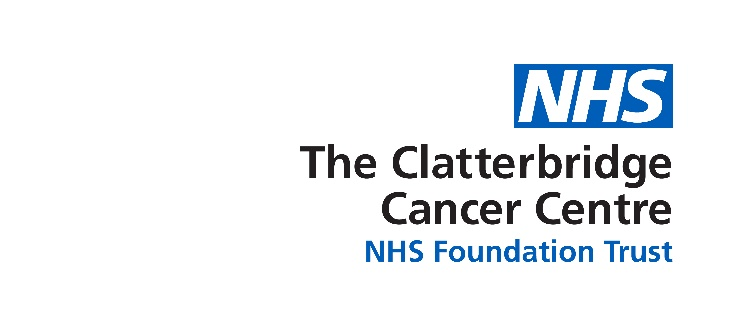 NHS
The Clatterbridge
Cancer Centre
NHS Foundation Trust